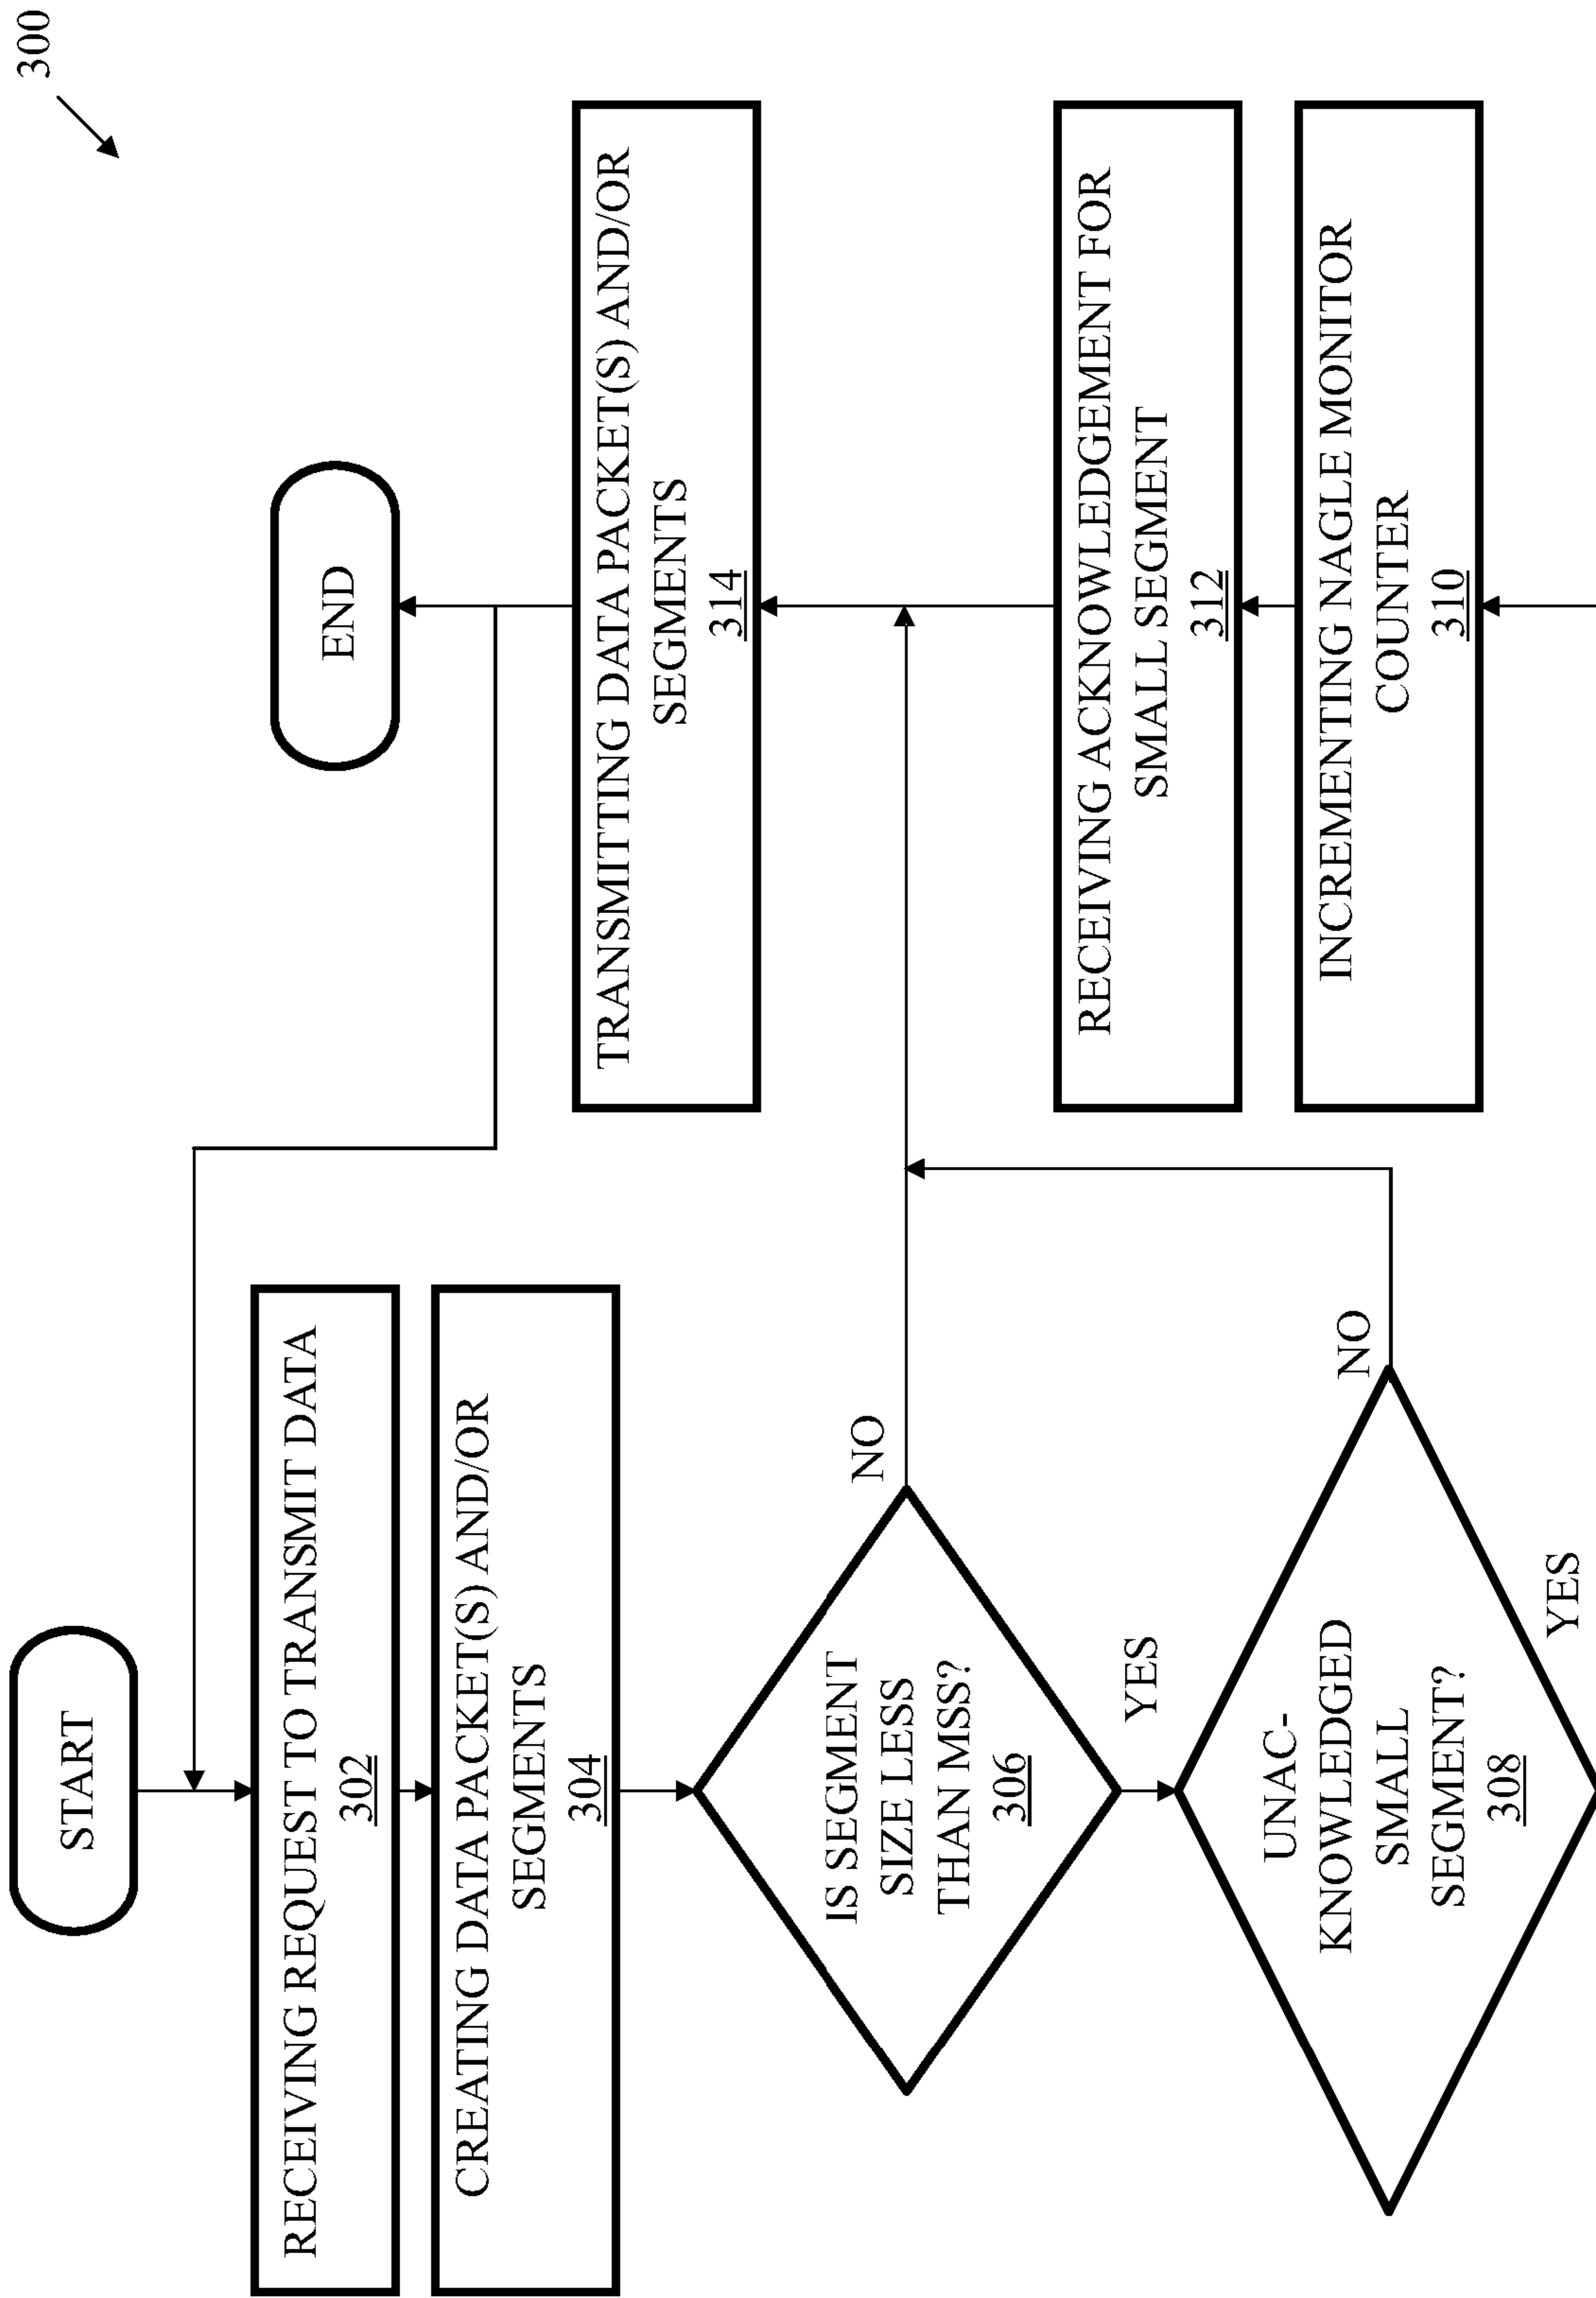 300
START
RECEIVING REQUEST TO TRANSMIT DATA
302
CREATING DATA PACKET(S) AND/OR
SEGMENTS
304
IS SEGMENT
SIZE LESS
THAN MSS?
306
NO
YES
UNAC-
KNOWLEDGED
SMALL
SEGMENT?
308
NO
YES
INCREMENTING NAGLE MONITOR
COUNTER
310
RECEIVING ACKNOWLEDGEMENT FOR
SMALL SEGMENT
312
TRANSMITTING DATA PACKET(S) AND/OR
SEGMENTS
314
END